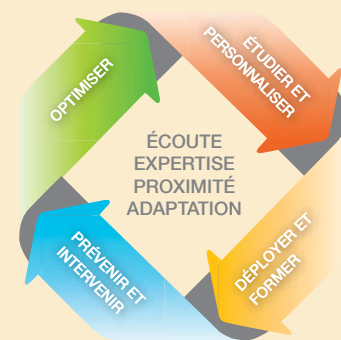 OPTIMISER
ÉTUDIER ET
PERSONNALISER
ÉCOUTE
EXPERTISE
PROXIMITÉ
ADAPTATION
PRÉVENIR ET
INTERVENIR
DÉPLOYER ET
FORMER